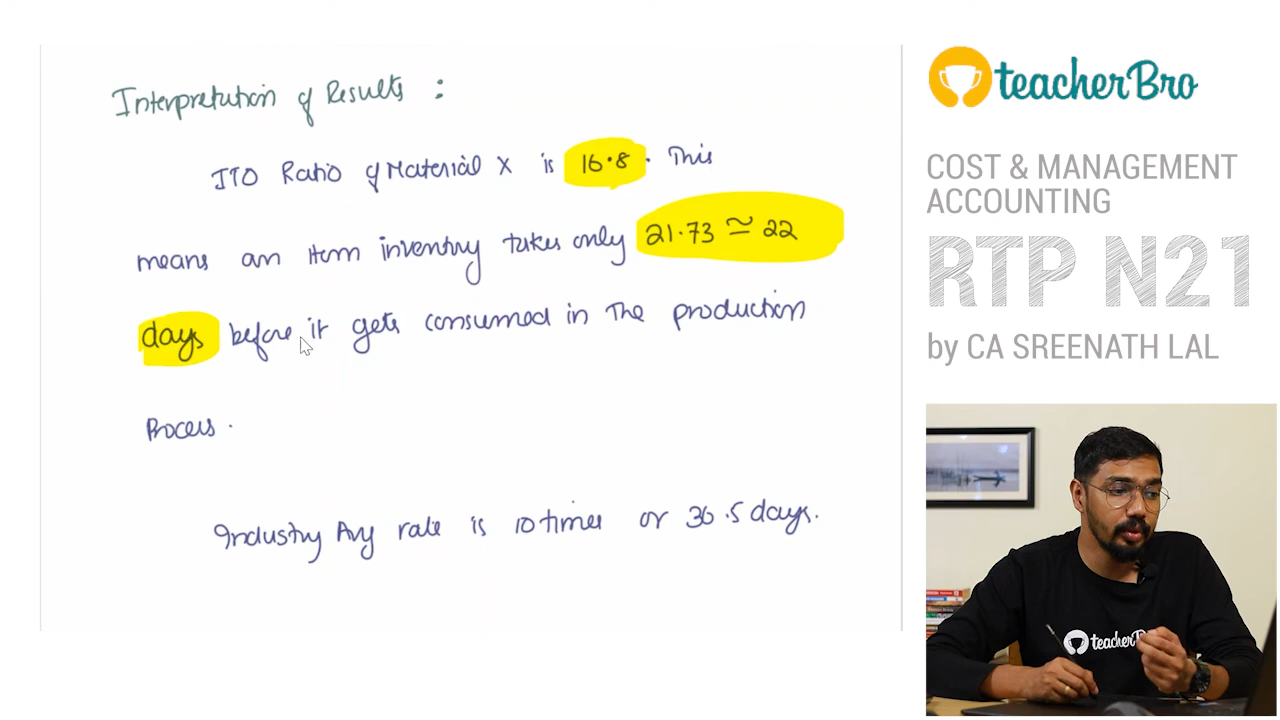 Interpretation of Results :
ITO Ratio of Material X is 16.8. This
means an item inventry takes only 21.73 ≅ 22
days before it gets consumed in the production
Process.
Industry Avg rate is 10 times or 36.5 days.
teacherBro
COST & MANAGEMENT
ACCOUNTING
RTP N21
by CA SREENATH LAL
teacherBro